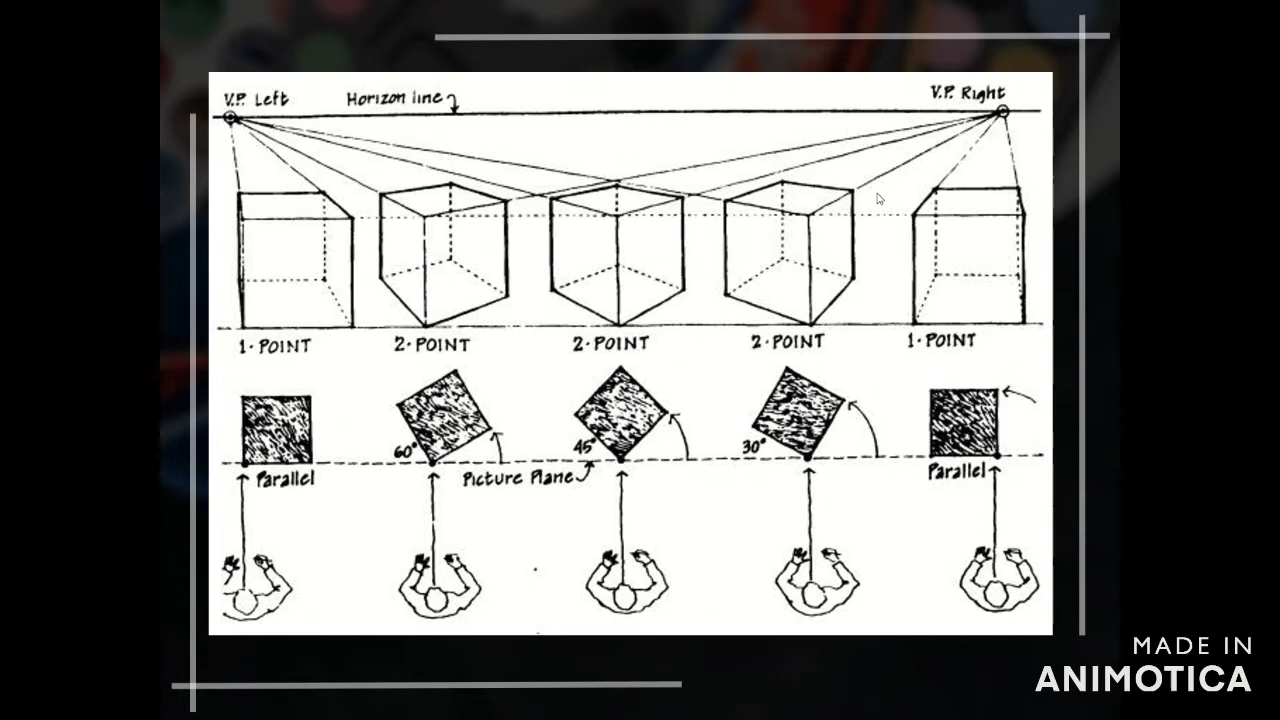 V.P. Left
Horizon line
V.P. Right
1·POINT
2·POINT
2·POINT
2·POINT
1·POINT
60°
45°
30°
Parallel
Picture Plane
Parallel
MADE IN
ANIMOTICA